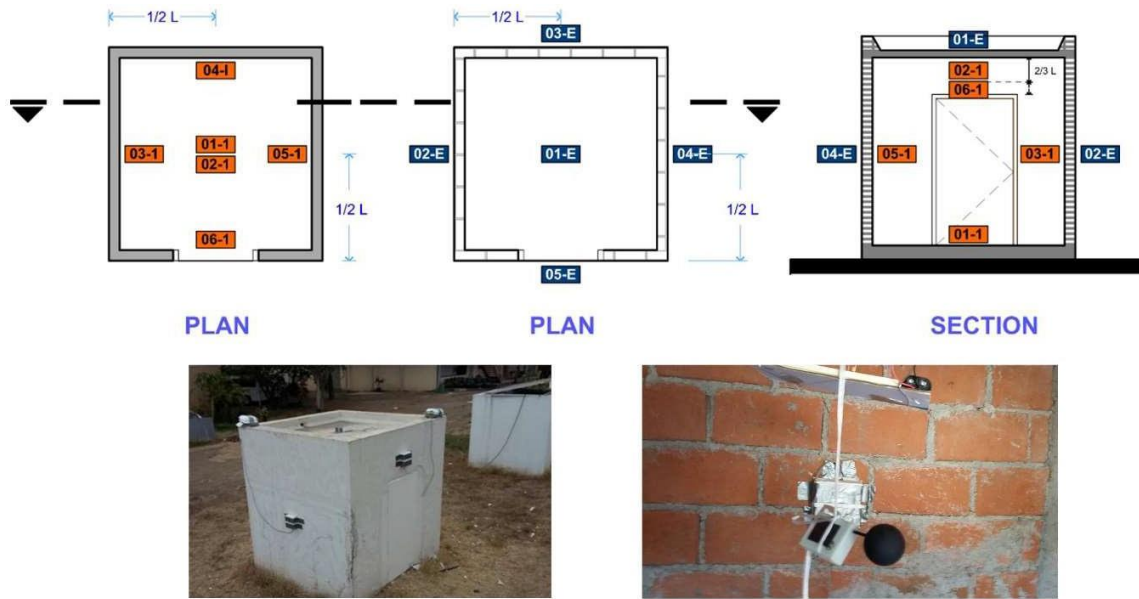 1/2 L
04-I
01-1
02-1
03-1
05-1
06-1
1/2 L
PLAN
1/2 L
03-E
02-E
01-E
04-E
05-E
1/2 L
PLAN
01-E
02-1
2/3 L
06-1
04-E
05-1
03-1
02-E
01-1
SECTION